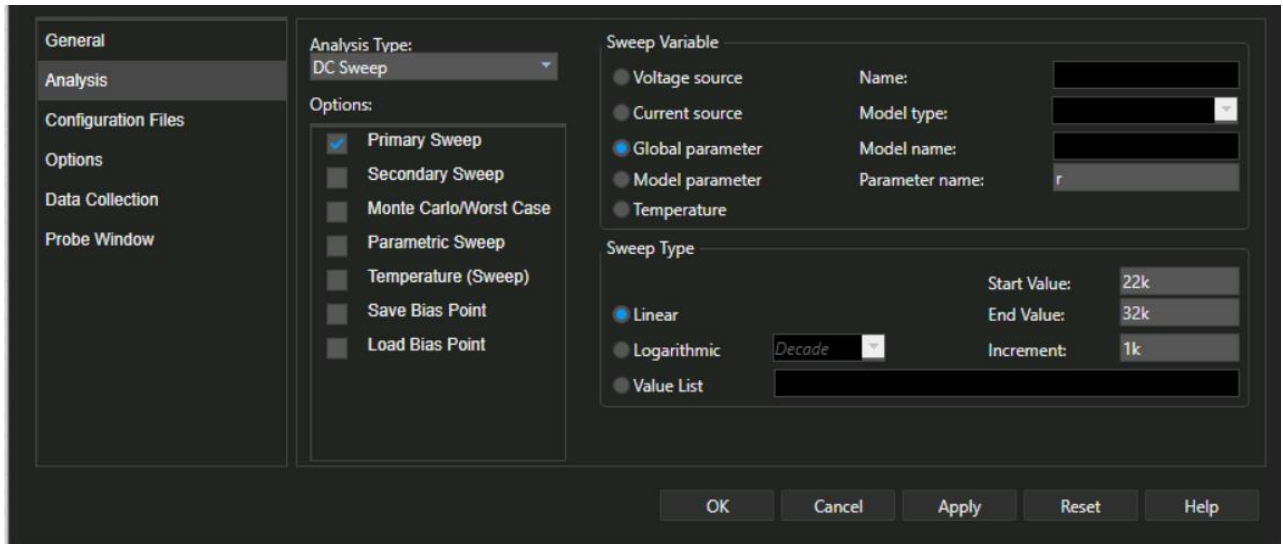 General
Analysis
Configuration Files
Options
Data Collection
Probe Window
Analysis Type:
DC Sweep
Options:
Primary Sweep
Secondary Sweep
Monte Carlo/Worst Case
Parametric Sweep
Temperature (Sweep)
Save Bias Point
Load Bias Point
Sweep Variable
Voltage source Name:
Current source Model type:
Global parameter Model name:
Model parameter Parameter name: r
Temperature
Sweep Type
Start Value: 22k
Linear End Value: 32k
Logarithmic Decade Increment: 1k
Value List
OK Cancel Apply Reset Help